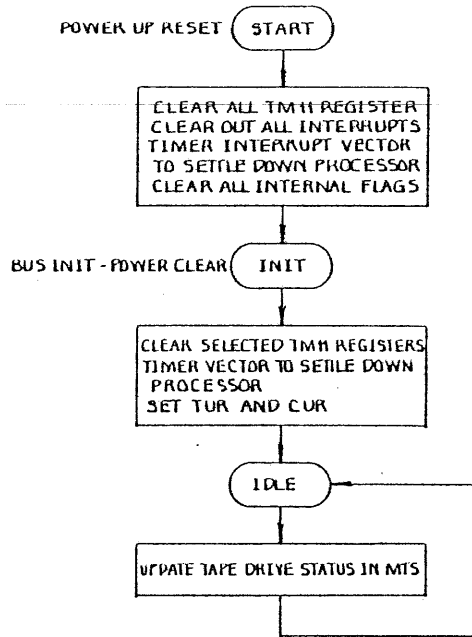 POWER UP RESET START
CLEAR ALL TM11 REGISTER
CLEAR OUT ALL INTERRUPTS
TIMER INTERRUPT VECTOR
TO SETTLE DOWN PROCESSOR
CLEAR ALL INTERNAL FLAGS
BUS INIT - POWER CLEAR INIT
CLEAR SELECTED TM11 REGISTERS
TIMER VECTOR TO SETTLE DOWN
PROCESSOR
SET TUR AND CUR
IDLE
UPDATE TAPE DRIVE STATUS IN MTS